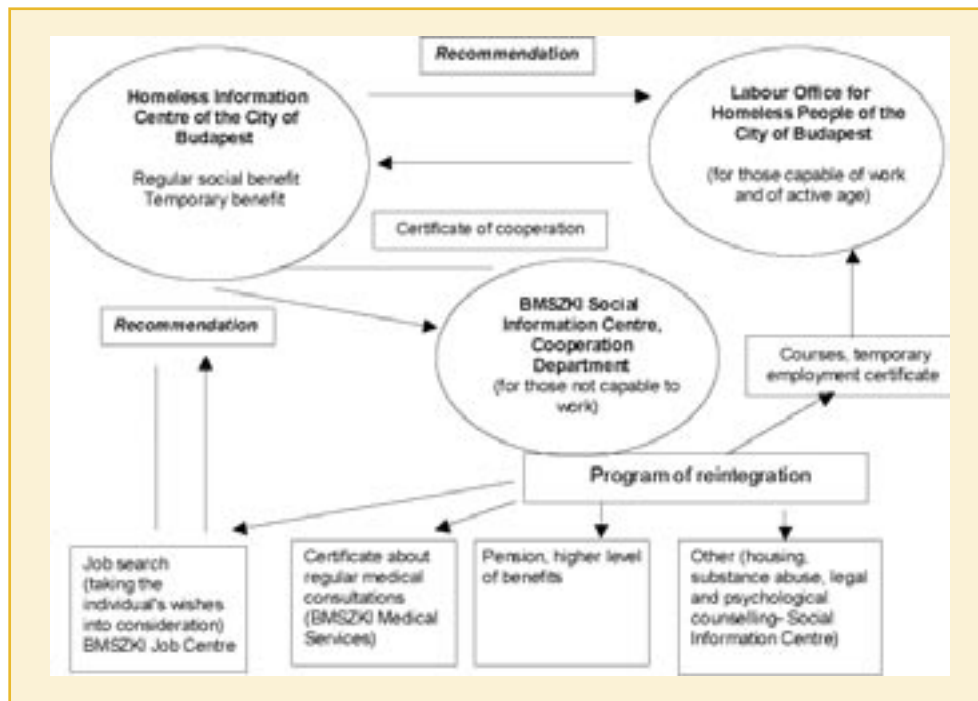 Recommendation
Homeless Information
Centre of the City of
Budapest
Regular social benefit
Temporary benefit
Labour Office for
Homeless People of the
City of Budapest
(for those capable of work
and of active age)
Certificate of cooperation
BMSZKI Social
Information Centre,
Cooperation
Department
(for those not capable to
work)
Recommendation
Courses, temporary
employment certificate
Program of reintegration
Job search
(taking the
individual's wishes
into consideration)
BMSZKI Job Centre
Certificate about
regular medical
consultations
(BMSZKI Medical
Services)
Pension, higher level
of benefits
Other (housing,
substance abuse, legal
and psychological
counselling- Social
Information Centre)